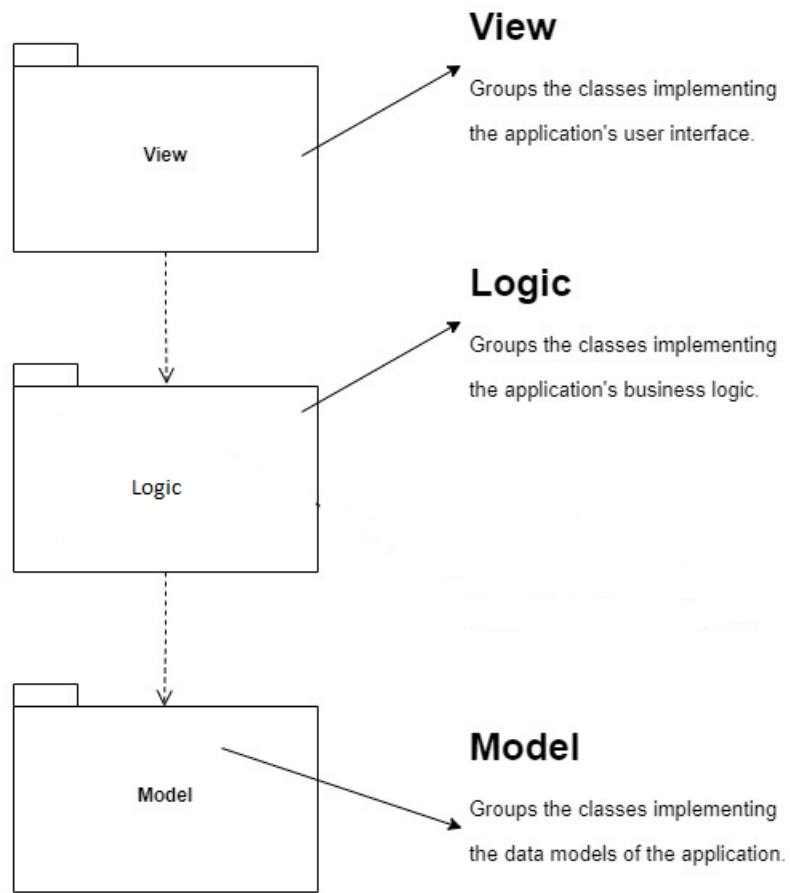 View
View
Groups the classes implementing
the application's user interface.
Logic
Logic
Groups the classes implementing
the application's business logic.
Model
Model
Groups the classes implementing
the data models of the application.